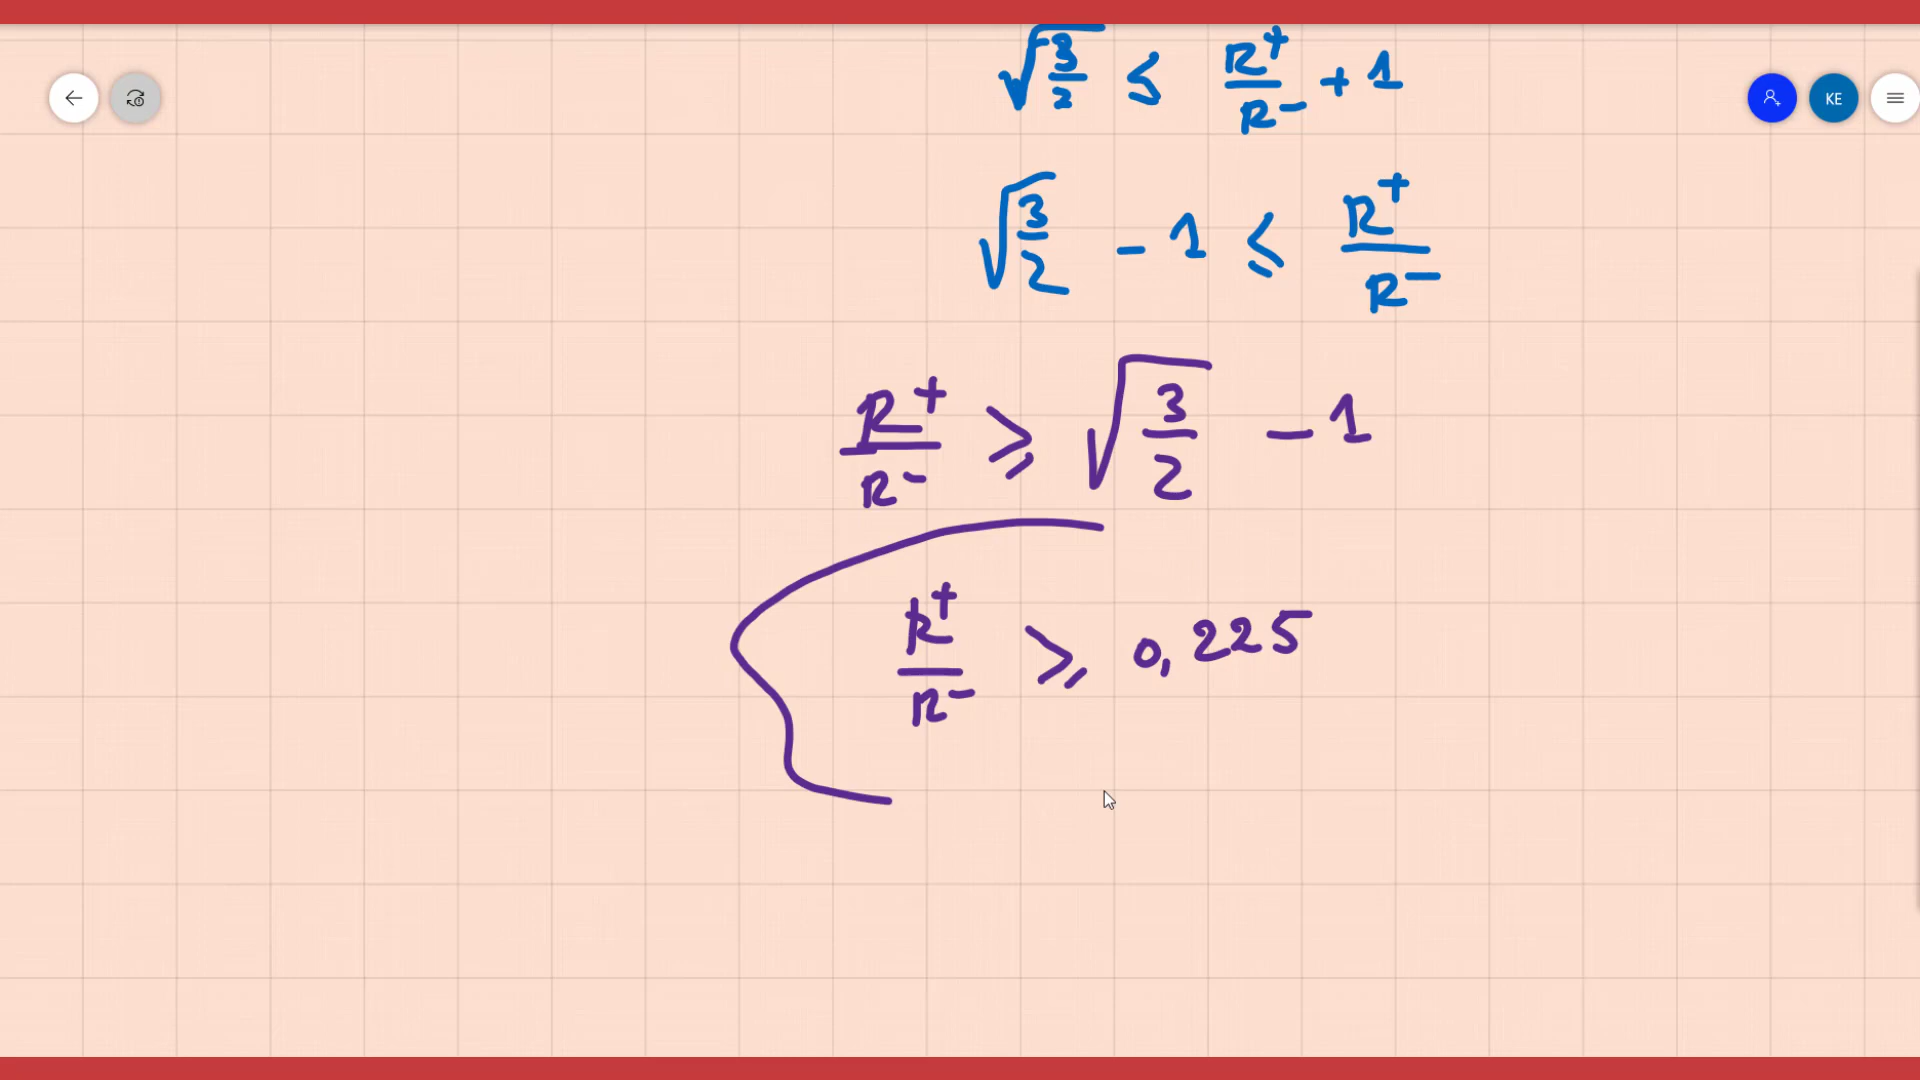 √3/2 ≤ R⁺/R⁻ + 1
KE
√3/2 - 1 ≤ R⁺/R⁻
R⁺/R⁻ ⩾ √3/2 - 1
R⁺/R⁻ ⩾ 0,225